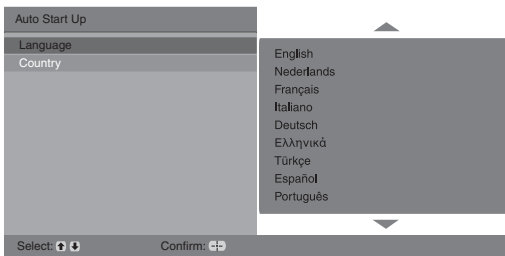 Auto Start Up
Language
Country
English
Nederlands
Français
Italiano
Deutsch
Ελληνικά
Türkçe
Español
Português
Select: Confirm: